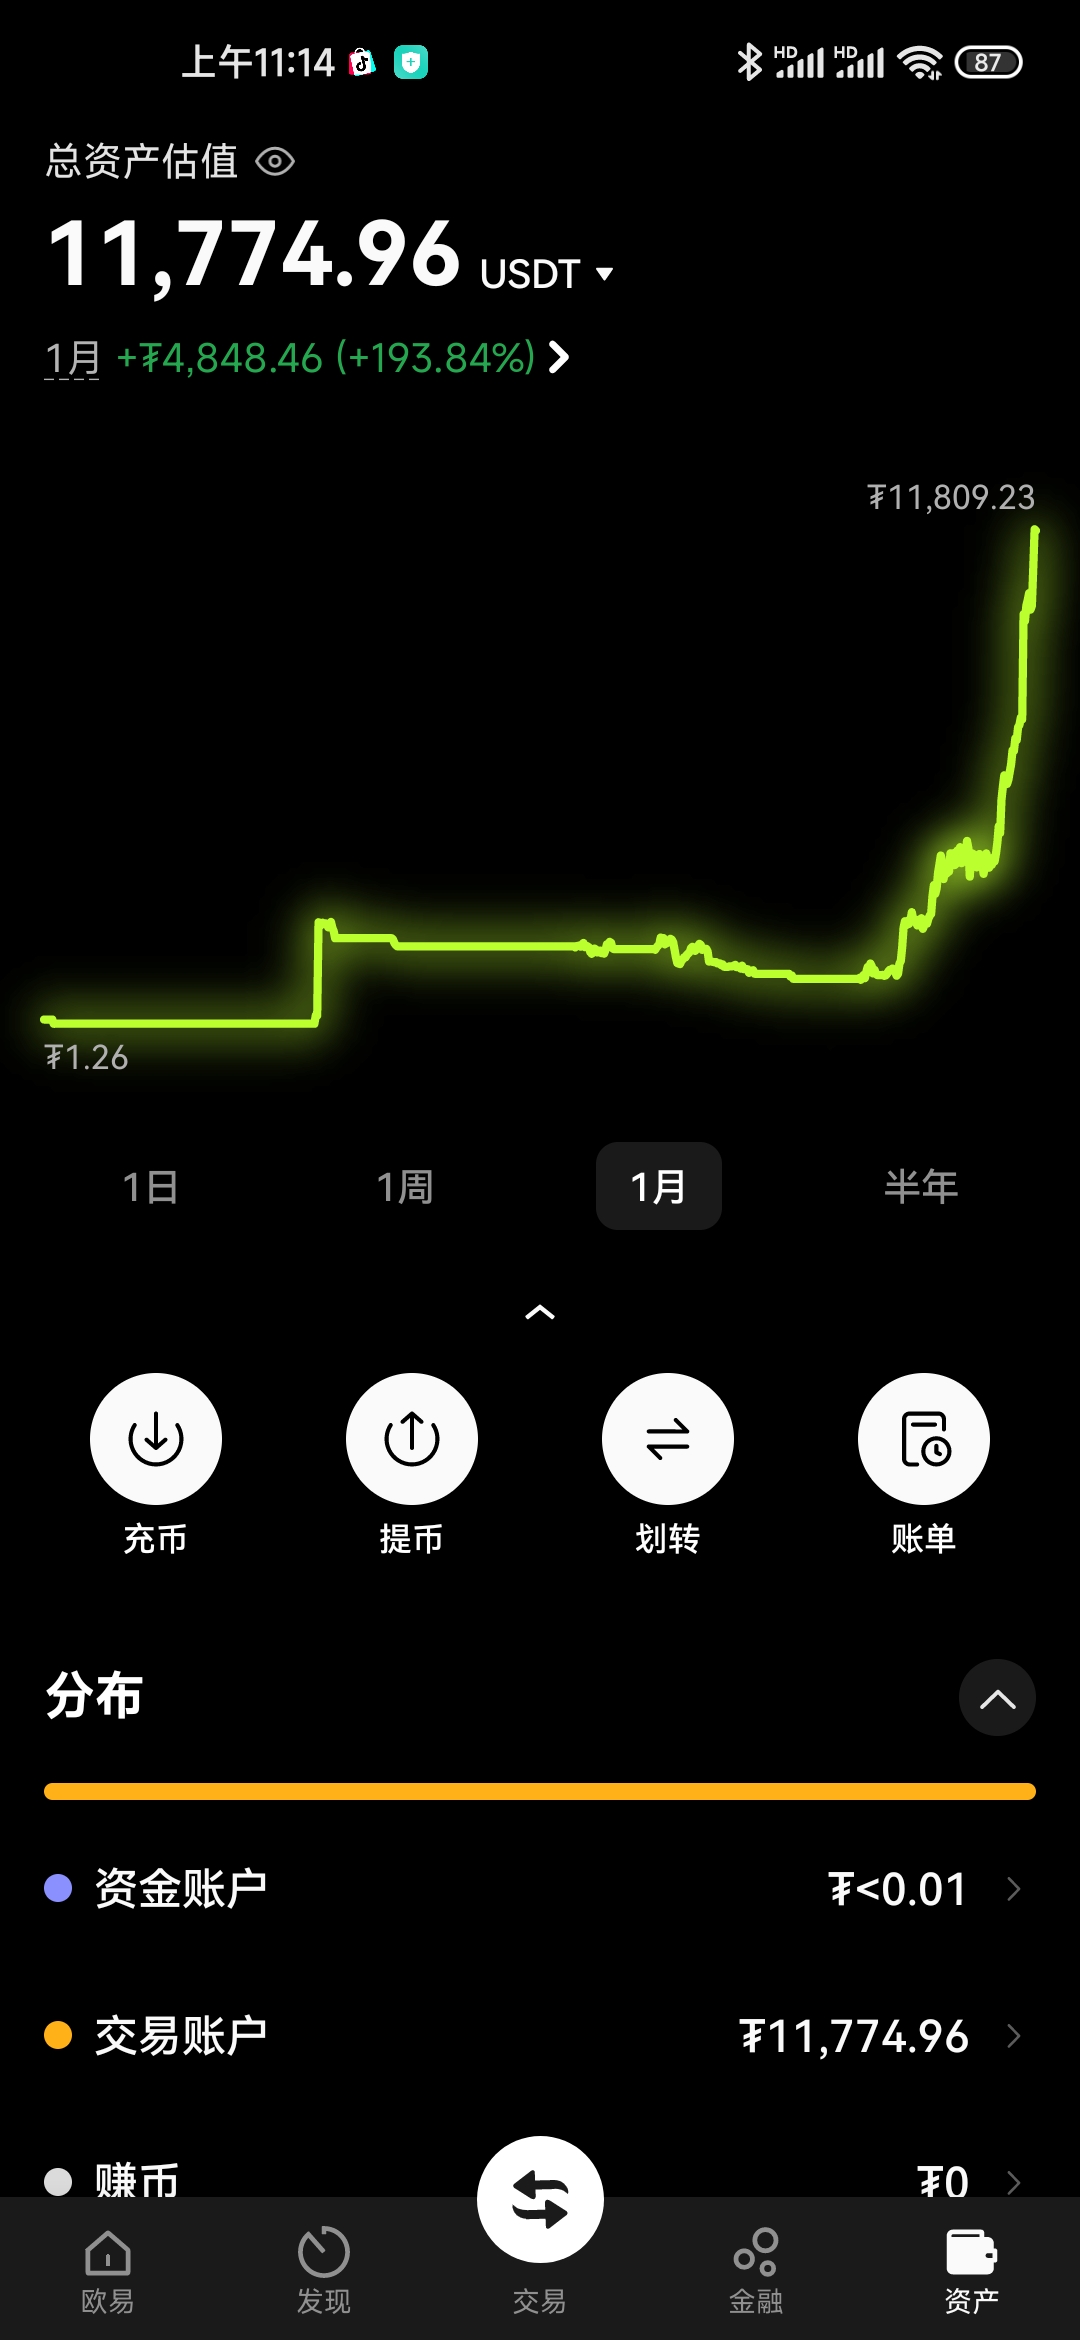 上午11:14 HD HD 87
总资产估值
11,774.96 USDT
1月 +₮4,848.46 (+193.84%)
₮11,809.23
₮1.26
1日 1周 1月 半年
充币 提币 划转 账单
分布
资金账户 ₮<0.01
交易账户 ₮11,774.96
赚币 ₮0
欧易 发现 交易 金融 资产